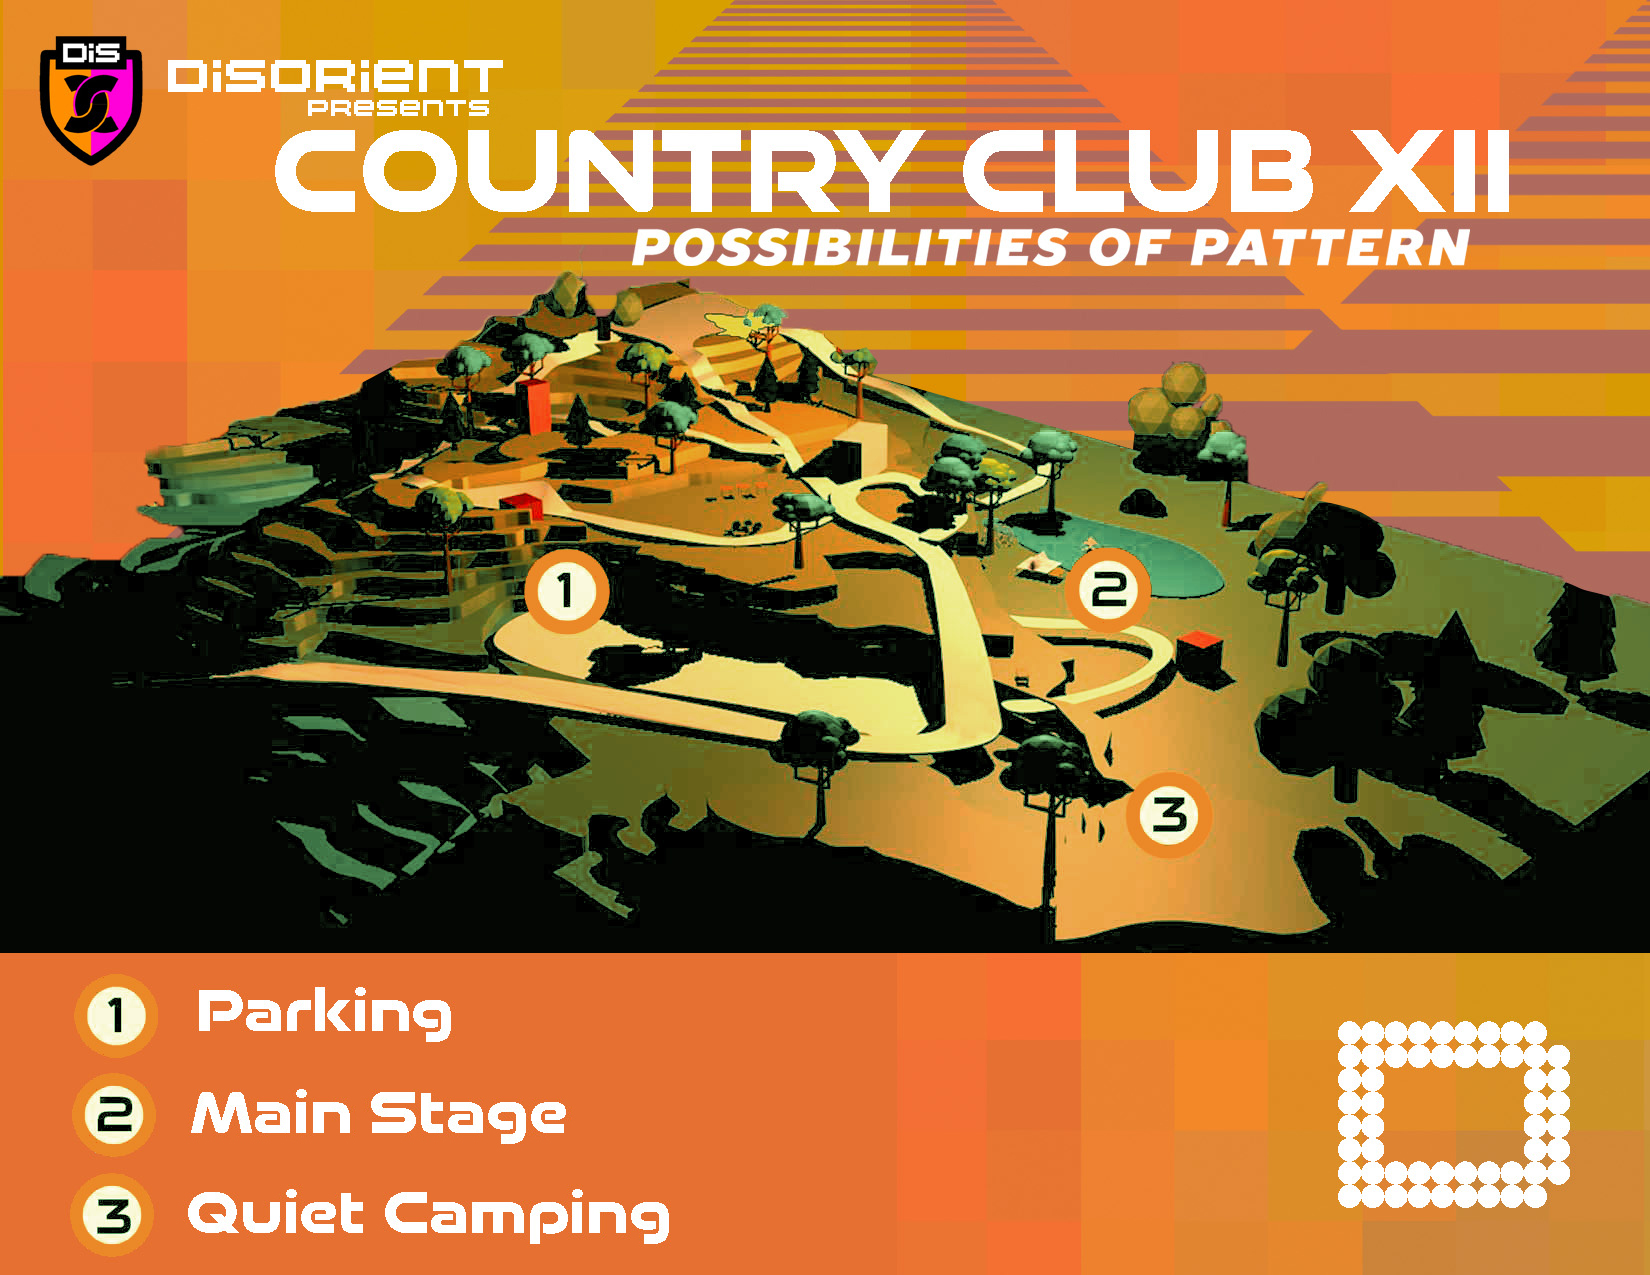 DiS
DiSORiENT
PRESENTS
COUNTRY CLUB XII
POSSIBILITIES OF PATTERN
1
2
3
1 Parking
2 Main Stage
3 Quiet Camping